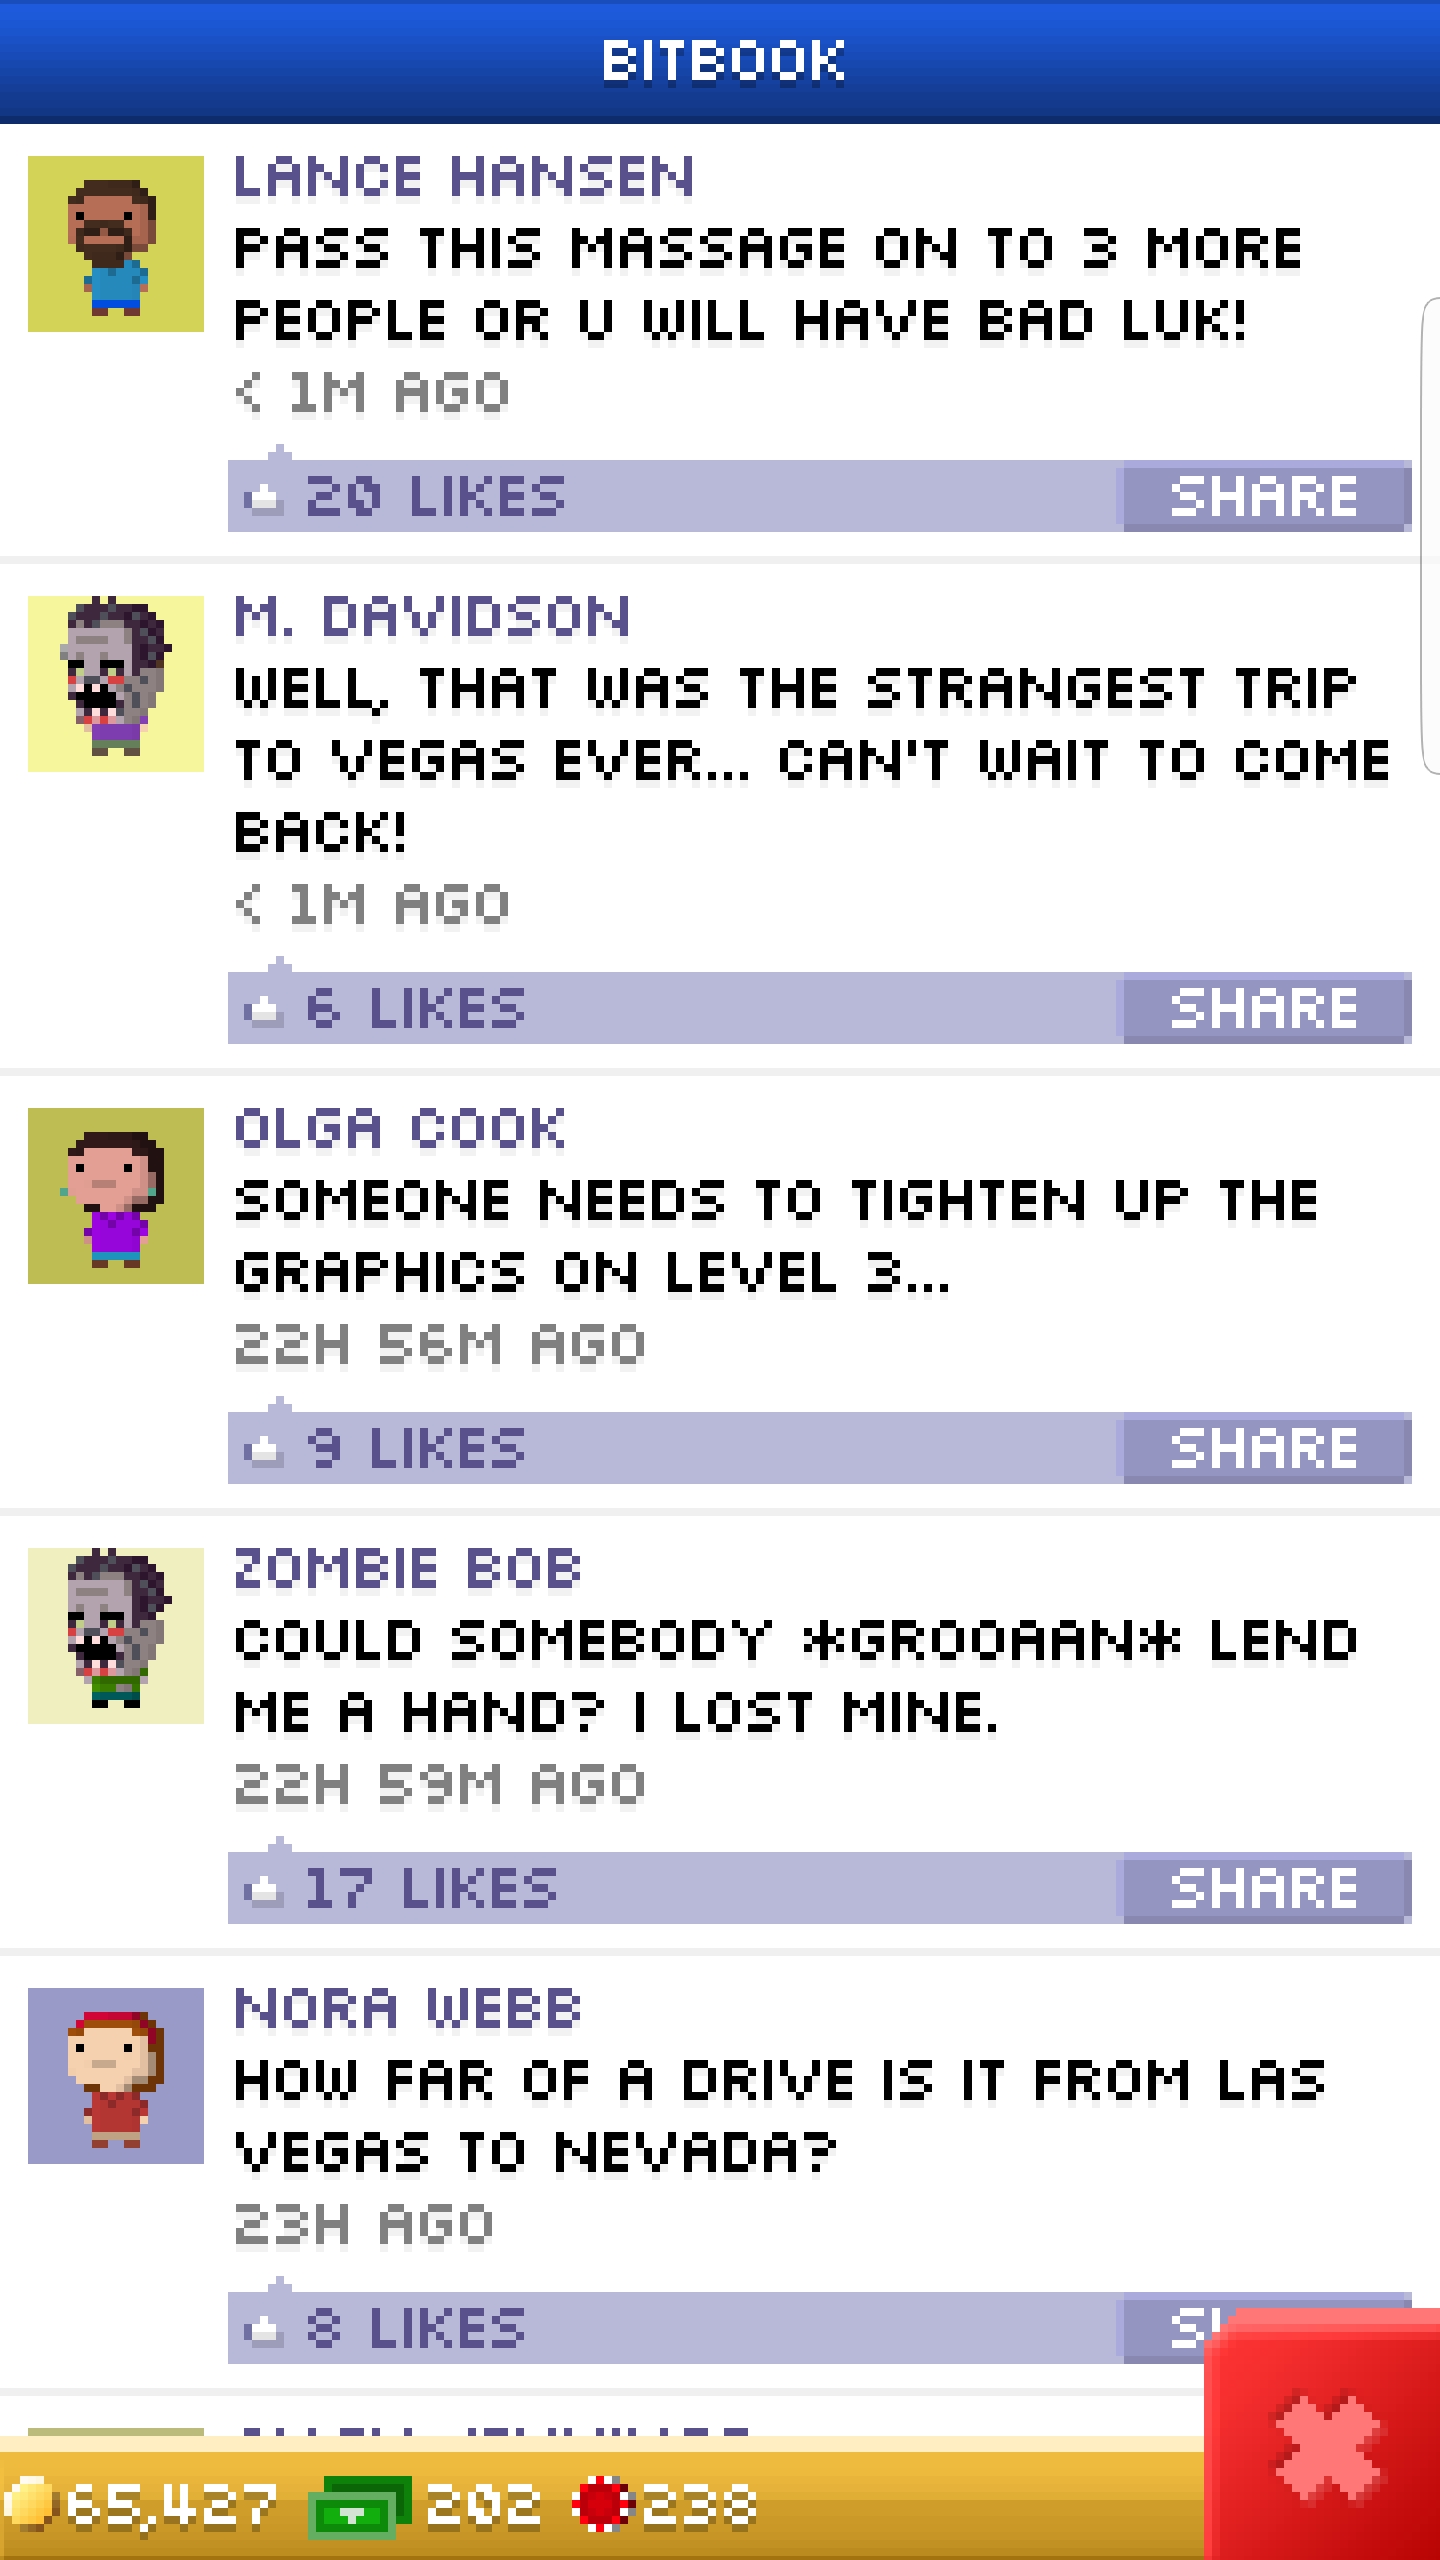 BITBOOK
LANCE HANSEN
PASS THIS MASSAGE ON TO 3 MORE
PEOPLE OR U WILL HAVE BAD LUK!
< 1M AGO
20 LIKES SHARE
M. DAVIDSON
WELL, THAT WAS THE STRANGEST TRIP
TO VEGAS EVER... CAN'T WAIT TO COME
BACK!
< 1M AGO
6 LIKES SHARE
OLGA COOK
SOMEONE NEEDS TO TIGHTEN UP THE
GRAPHICS ON LEVEL 3...
22H 56M AGO
9 LIKES SHARE
ZOMBIE BOB
COULD SOMEBODY *GROOAAN* LEND
ME A HAND? I LOST MINE.
22H 59M AGO
17 LIKES SHARE
NORA WEBB
HOW FAR OF A DRIVE IS IT FROM LAS
VEGAS TO NEVADA?
23H AGO
8 LIKES
65,427 202 238